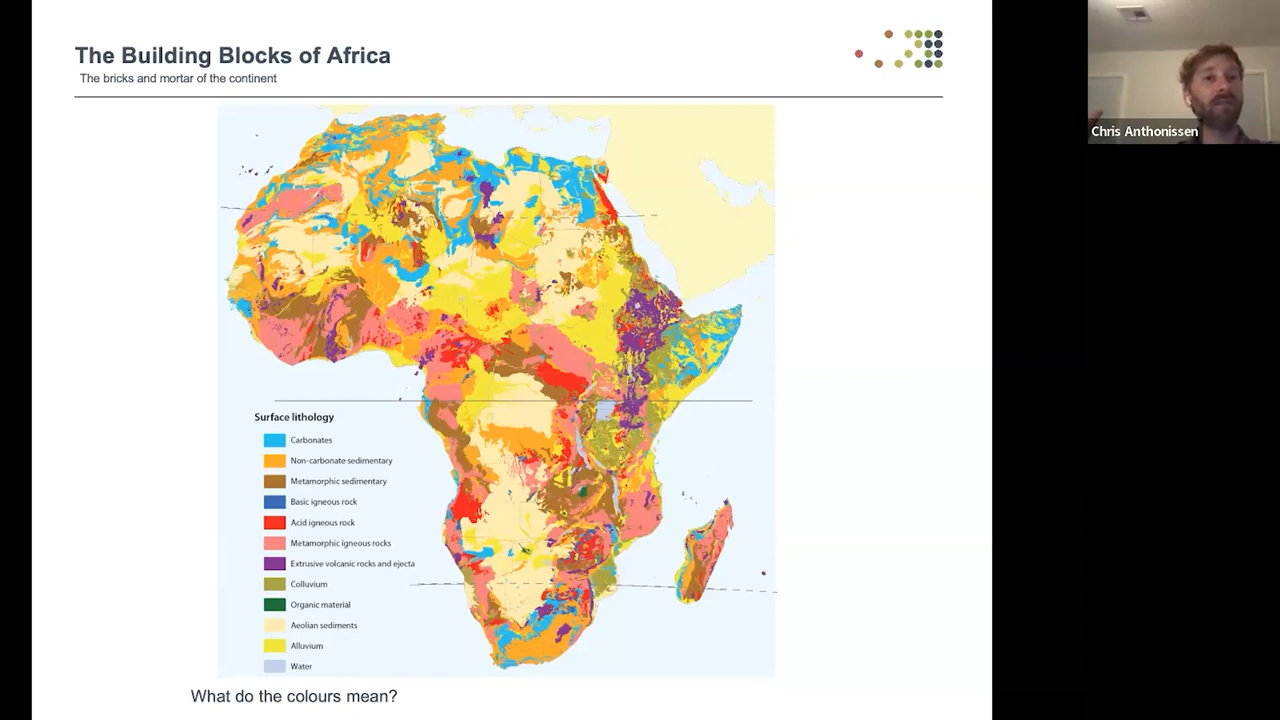 The Building Blocks of Africa
The bricks and mortar of the continent
Chris Anthonissen
Surface lithology
Carbonates
Non-carbonate sedimentary
Metamorphic sedimentary
Basic igneous rock
Acid igneous rock
Metamorphic igneous rocks
Extrusive volcanic rocks and ejecta
Colluvium
Organic material
Aeolian sediments
Alluvium
Water
What do the colours mean?